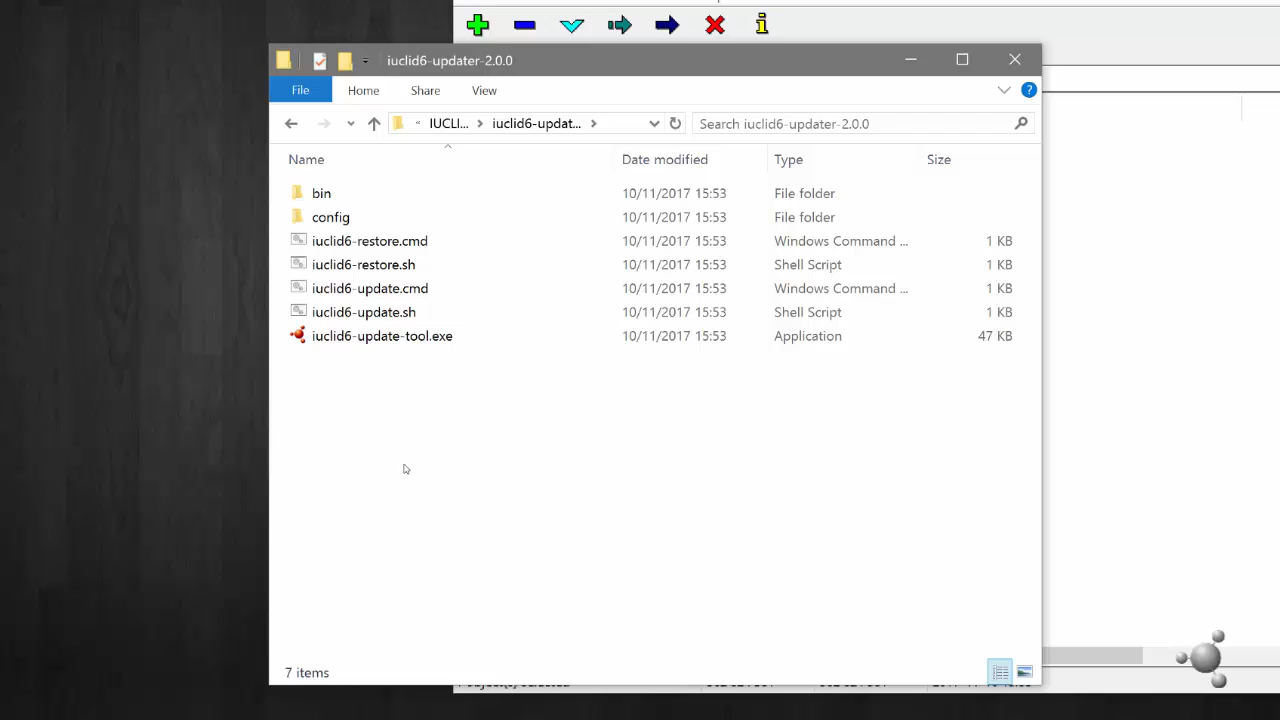 iuclid6-updater-2.0.0
File Home Share View
« IUCLI... > iuclid6-updat... > Search iuclid6-updater-2.0.0
Name Date modified Type Size
bin 10/11/2017 15:53 File folder
config 10/11/2017 15:53 File folder
iuclid6-restore.cmd 10/11/2017 15:53 Windows Command ... 1 KB
iuclid6-restore.sh 10/11/2017 15:53 Shell Script 1 KB
iuclid6-update.cmd 10/11/2017 15:53 Windows Command ... 1 KB
iuclid6-update.sh 10/11/2017 15:53 Shell Script 1 KB
iuclid6-update-tool.exe 10/11/2017 15:53 Application 47 KB
7 items